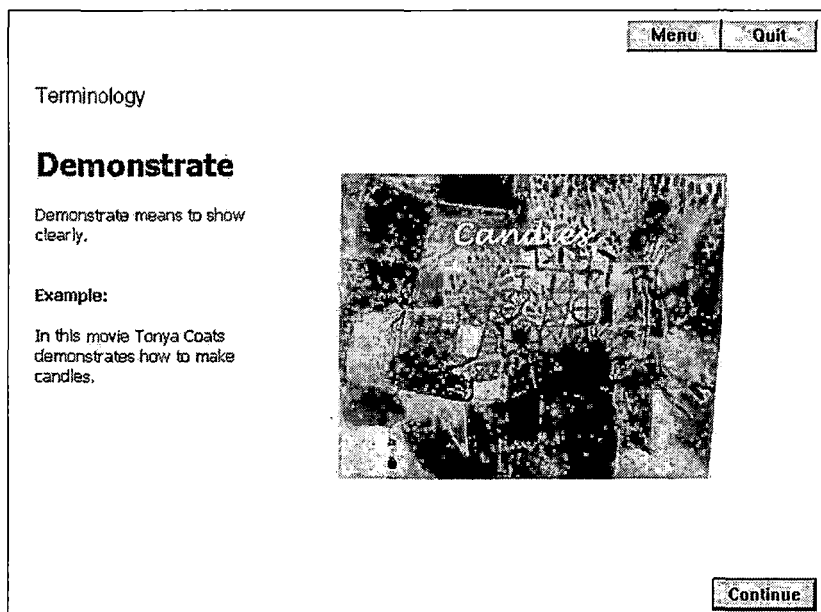 Menu Quit
Terminology
Demonstrate
Demonstrate means to show
clearly.
Candles
Example:
In this movie Tonya Coats
demonstrates how to make
candles.
Continue